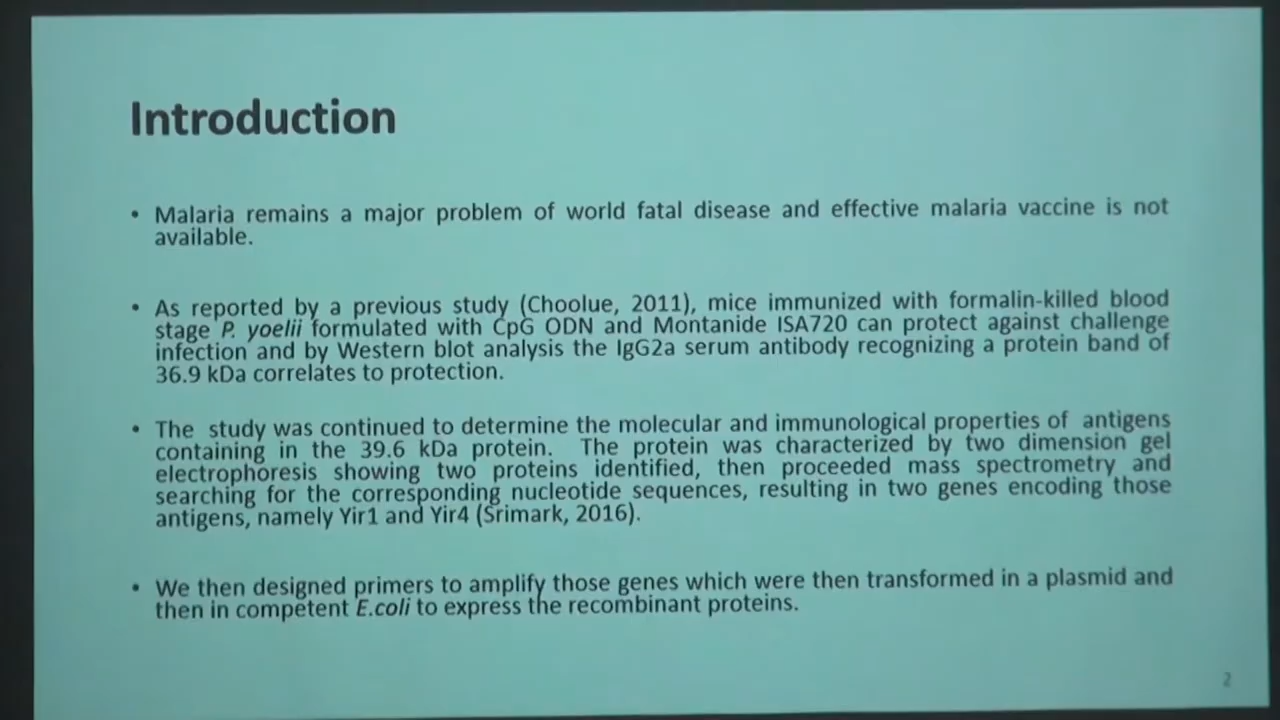 Introduction
• Malaria remains a major problem of world fatal disease and effective malaria vaccine is not
available.
• As reported by a previous study (Choolue, 2011), mice immunized with formalin-killed blood
stage P. yoelii formulated with CpG ODN and Montanide ISA720 can protect against challenge
infection and by Western blot analysis the IgG2a serum antibody recognizing a protein band of
36.9 kDa correlates to protection.
• The study was continued to determine the molecular and immunological properties of antigens
containing in the 39.6 kDa protein. The protein was characterized by two dimension gel
electrophoresis showing two proteins identified, then proceeded mass spectrometry and
searching for the corresponding nucleotide sequences, resulting in two genes encoding those
antigens, namely Yir1 and Yir4 (Srimark, 2016).
• We then designed primers to amplify those genes which were then transformed in a plasmid and
then in competent E.coli to express the recombinant proteins.
2